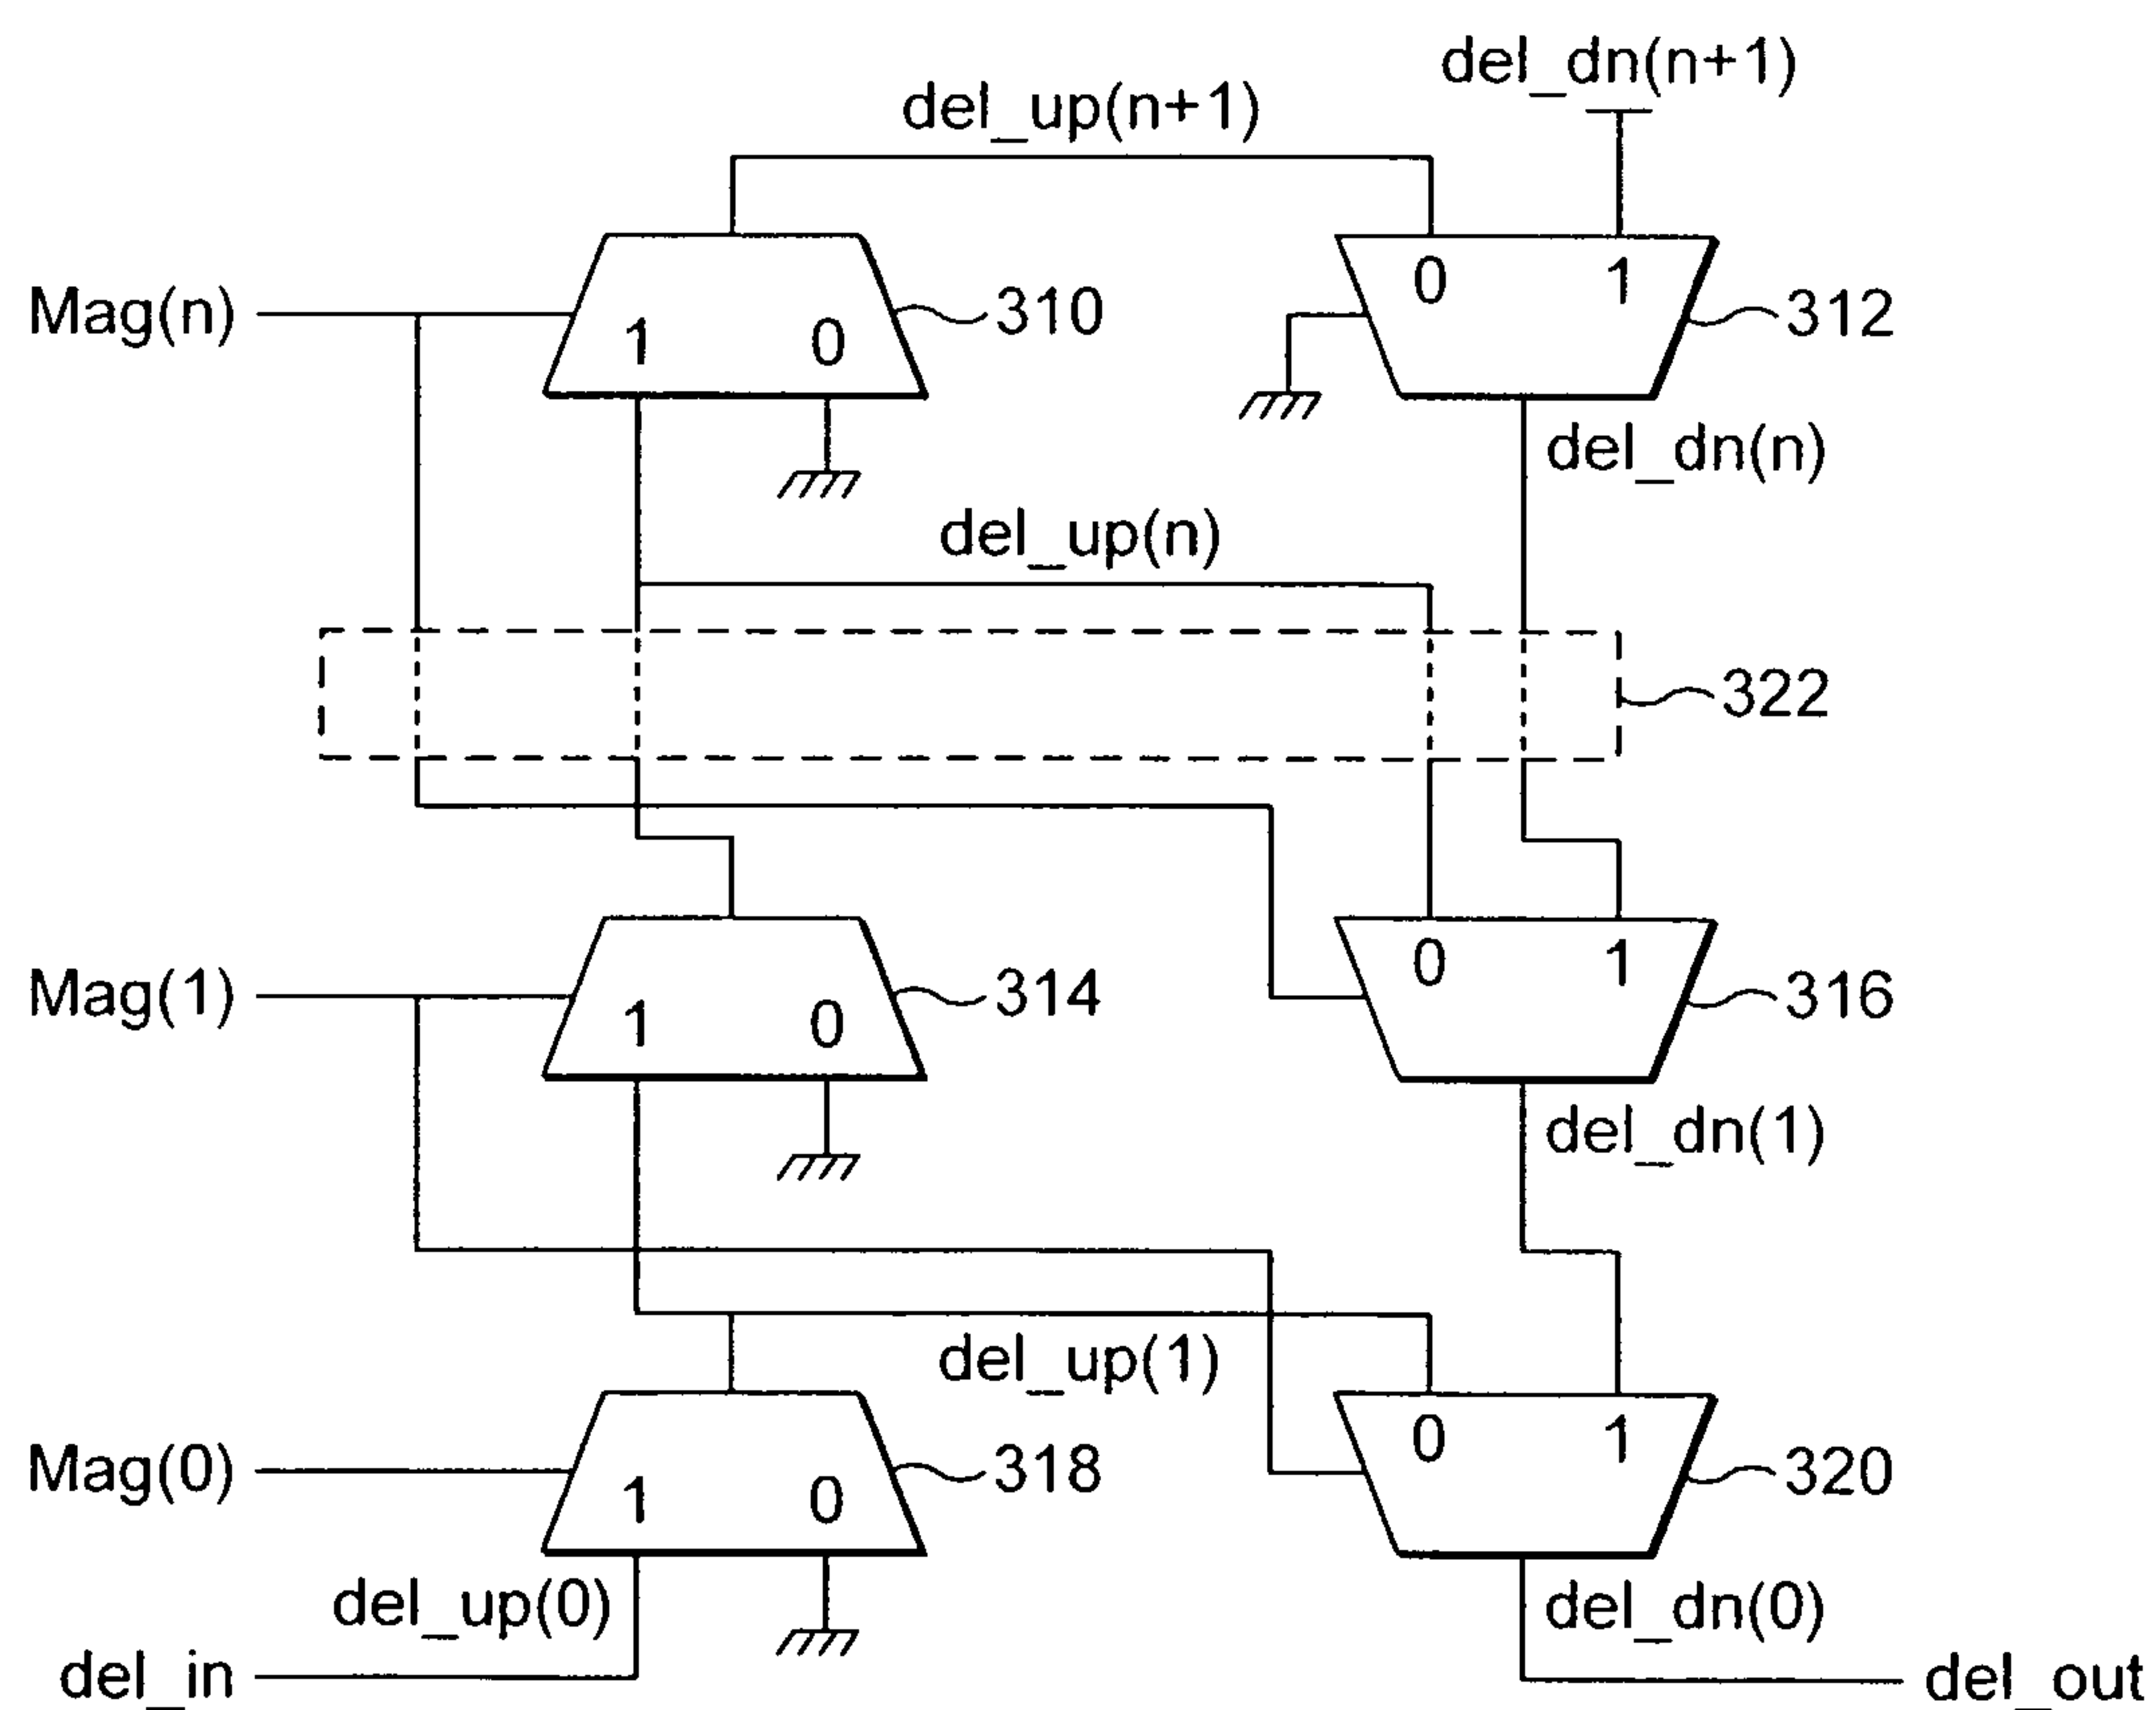 del_dn(n+1)
del_up(n+1)
Mag(n)
1 0
310
0 1
312
del_dn(n)
del_up(n)
322
Mag(1)
1 0
314
0 1
316
del_dn(1)
del_up(1)
Mag(0)
1 0
318
0 1
320
del_up(0)
del_dn(0)
del_in
del_out